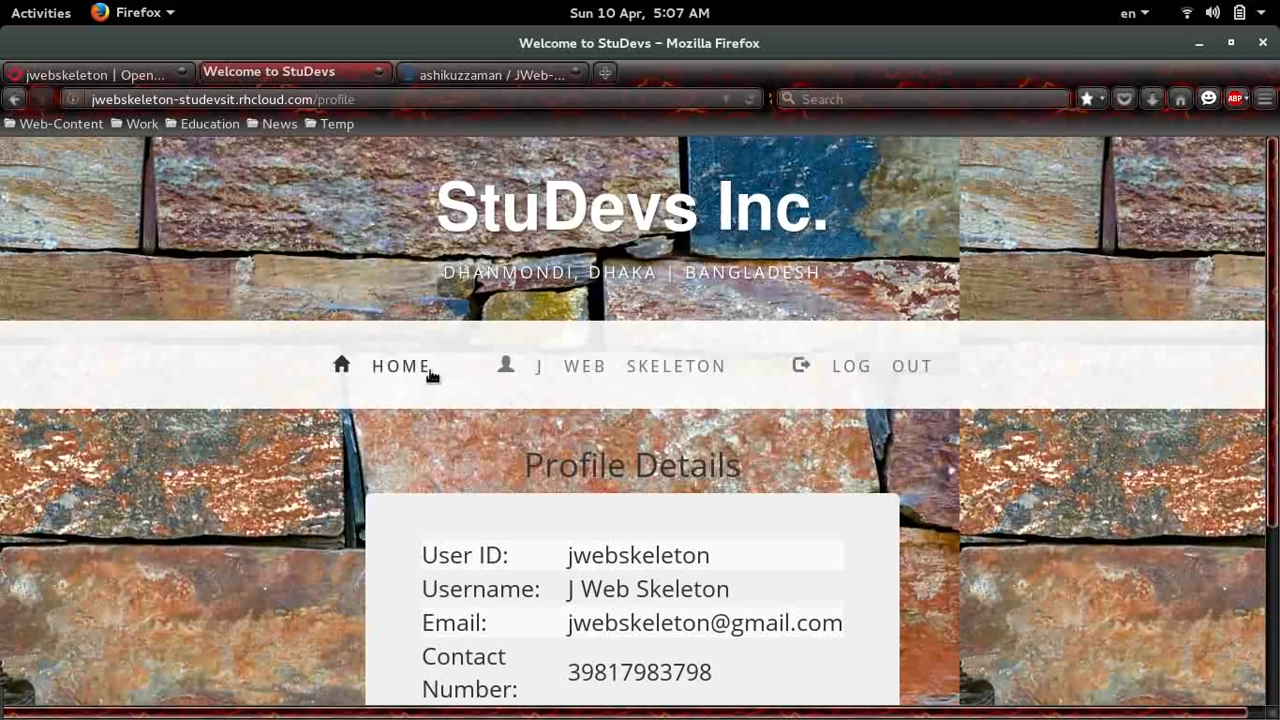 Activities Firefox Sun 10 Apr, 5:07 AM en
Welcome to StuDevs - Mozilla Firefox
jwebskeleton | Open... Welcome to StuDevs ashikuzzaman / JWeb-...
jwebskeleton-studevsit.rhcloud.com/profile Search ABP
Web-Content Work Education News Temp
StuDevs Inc.
DHANMONDI, DHAKA | BANGLADESH
HOME J WEB SKELETON LOG OUT
Profile Details
User ID: jwebskeleton
Username: J Web Skeleton
Email: jwebskeleton@gmail.com
Contact
Number: 39817983798